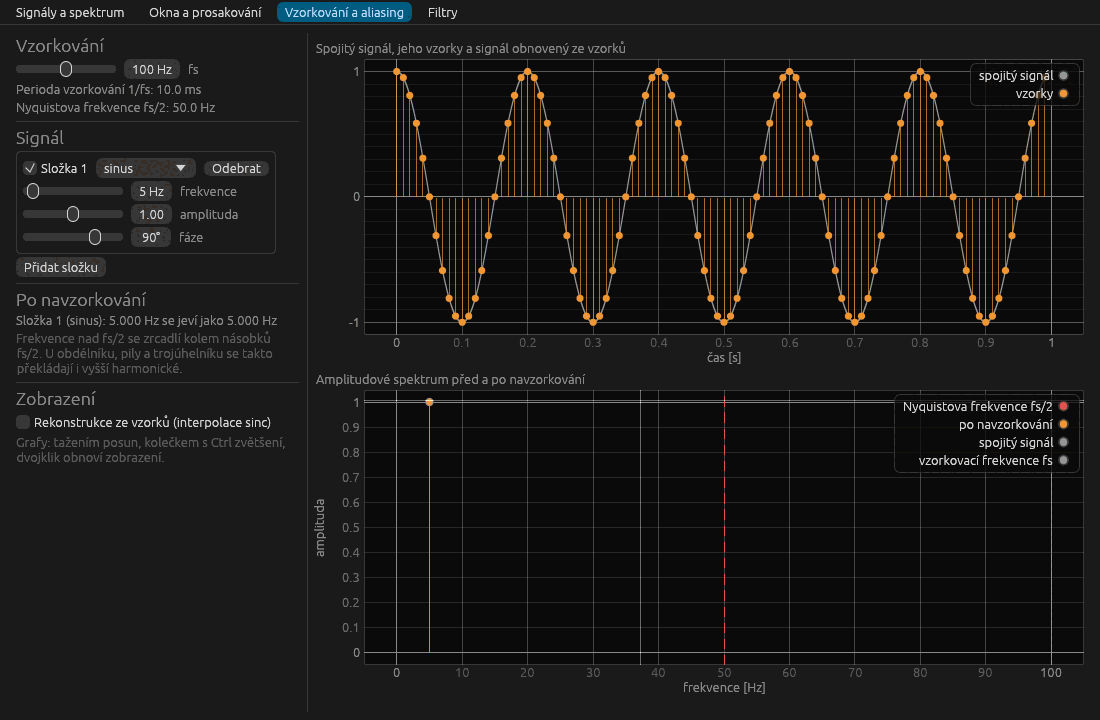 Signály a spektrum Okna a prosakování Vzorkování a aliasing Filtry
Vzorkování
100 Hz fs
Perioda vzorkování 1/fs: 10.0 ms
Nyquistova frekvence fs/2: 50.0 Hz
Signál
Složka 1 sinus Odebrat
5 Hz frekvence
1.00 amplituda
90° fáze
Přidat složku
Po navzorkování
Složka 1 (sinus): 5.000 Hz se jeví jako 5.000 Hz
Frekvence nad fs/2 se zrcadlí kolem násobků
fs/2. U obdélníku, pily a trojúhelníku se takto
překládají i vyšší harmonické.
Zobrazení
Rekonstrukce ze vzorků (interpolace sinc)
Grafy: tažením posun, kolečkem s Ctrl zvětšení,
dvojklik obnoví zobrazení.
Spojitý signál, jeho vzorky a signál obnovený ze vzorků
spojitý signál
vzorky
1
0
-1
0 0.1 0.2 0.3 0.4 0.5 0.6 0.7 0.8 0.9 1
čas [s]
Amplitudové spektrum před a po navzorkování
Nyquistova frekvence fs/2
po navzorkování
spojitý signál
vzorkovací frekvence fs
amplituda
1
0.9
0.8
0.7
0.6
0.5
0.4
0.3
0.2
0.1
0
0 10 20 30 40 50 60 70 80 90 100
frekvence [Hz]